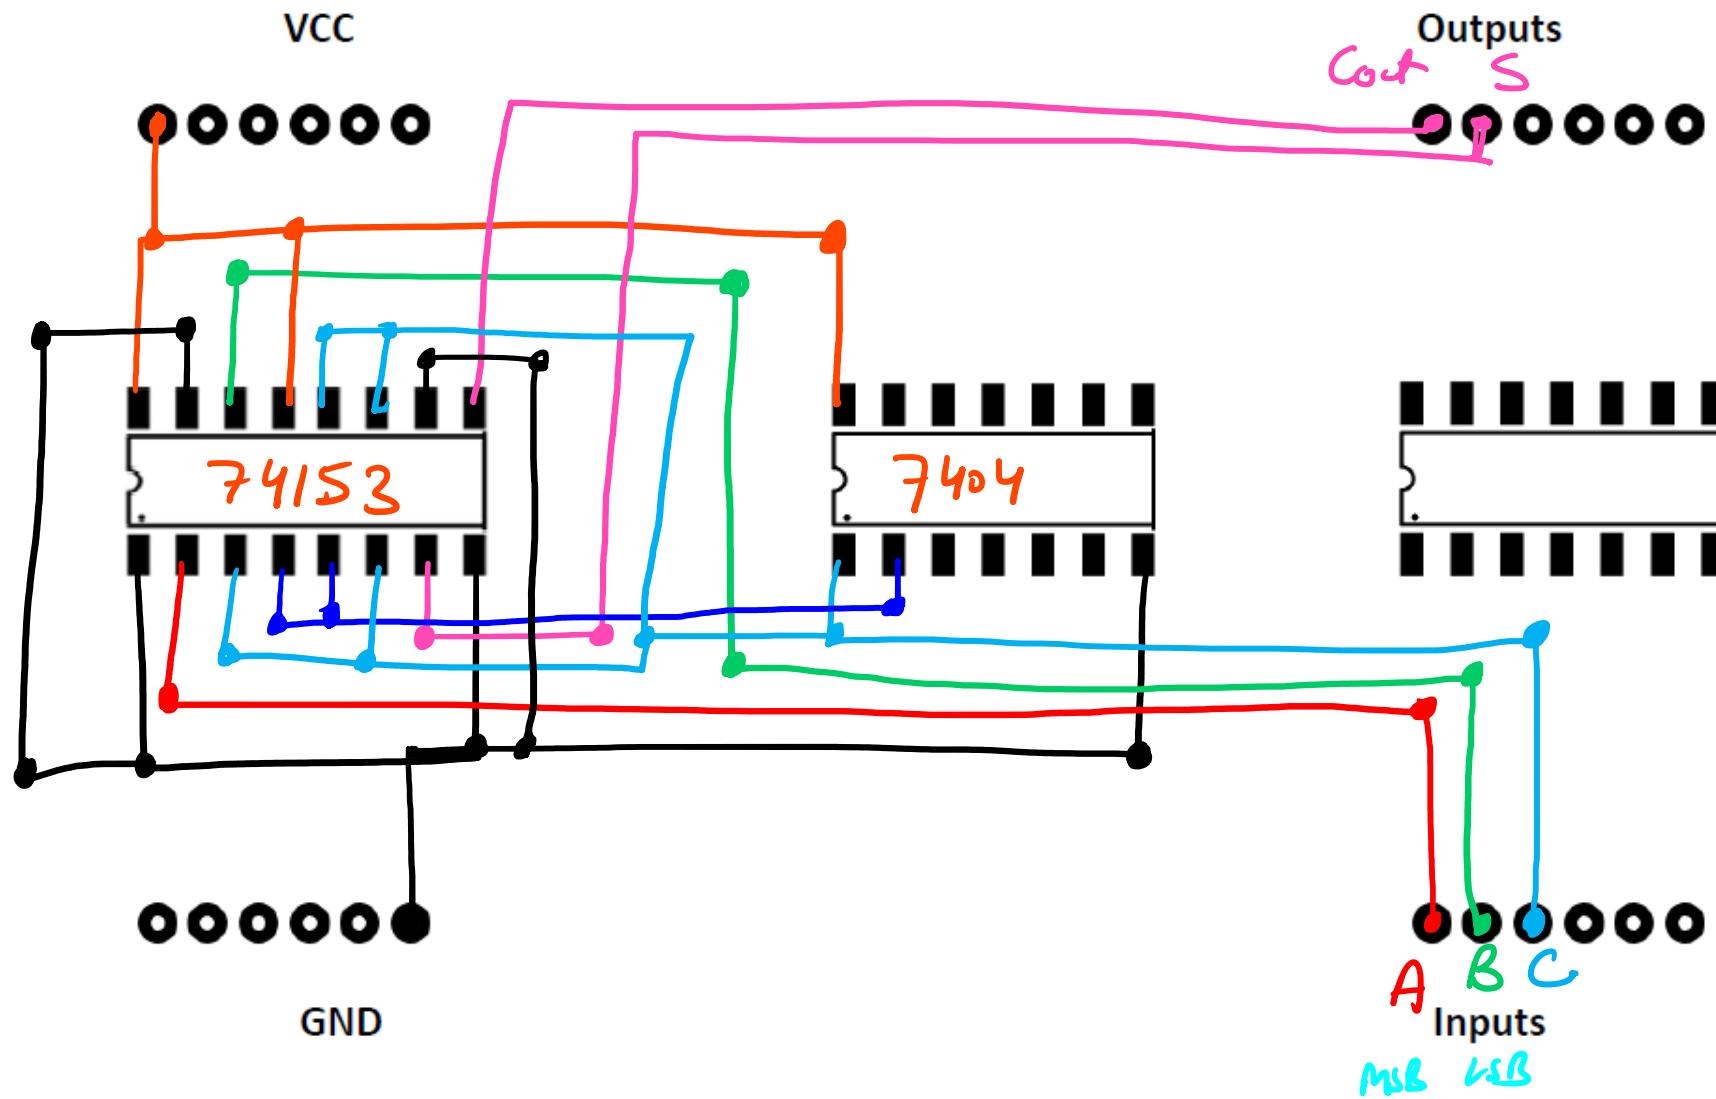 VCC
Outputs
Cout S
74153
7404
GND
A B C
Inputs
MSB LSB